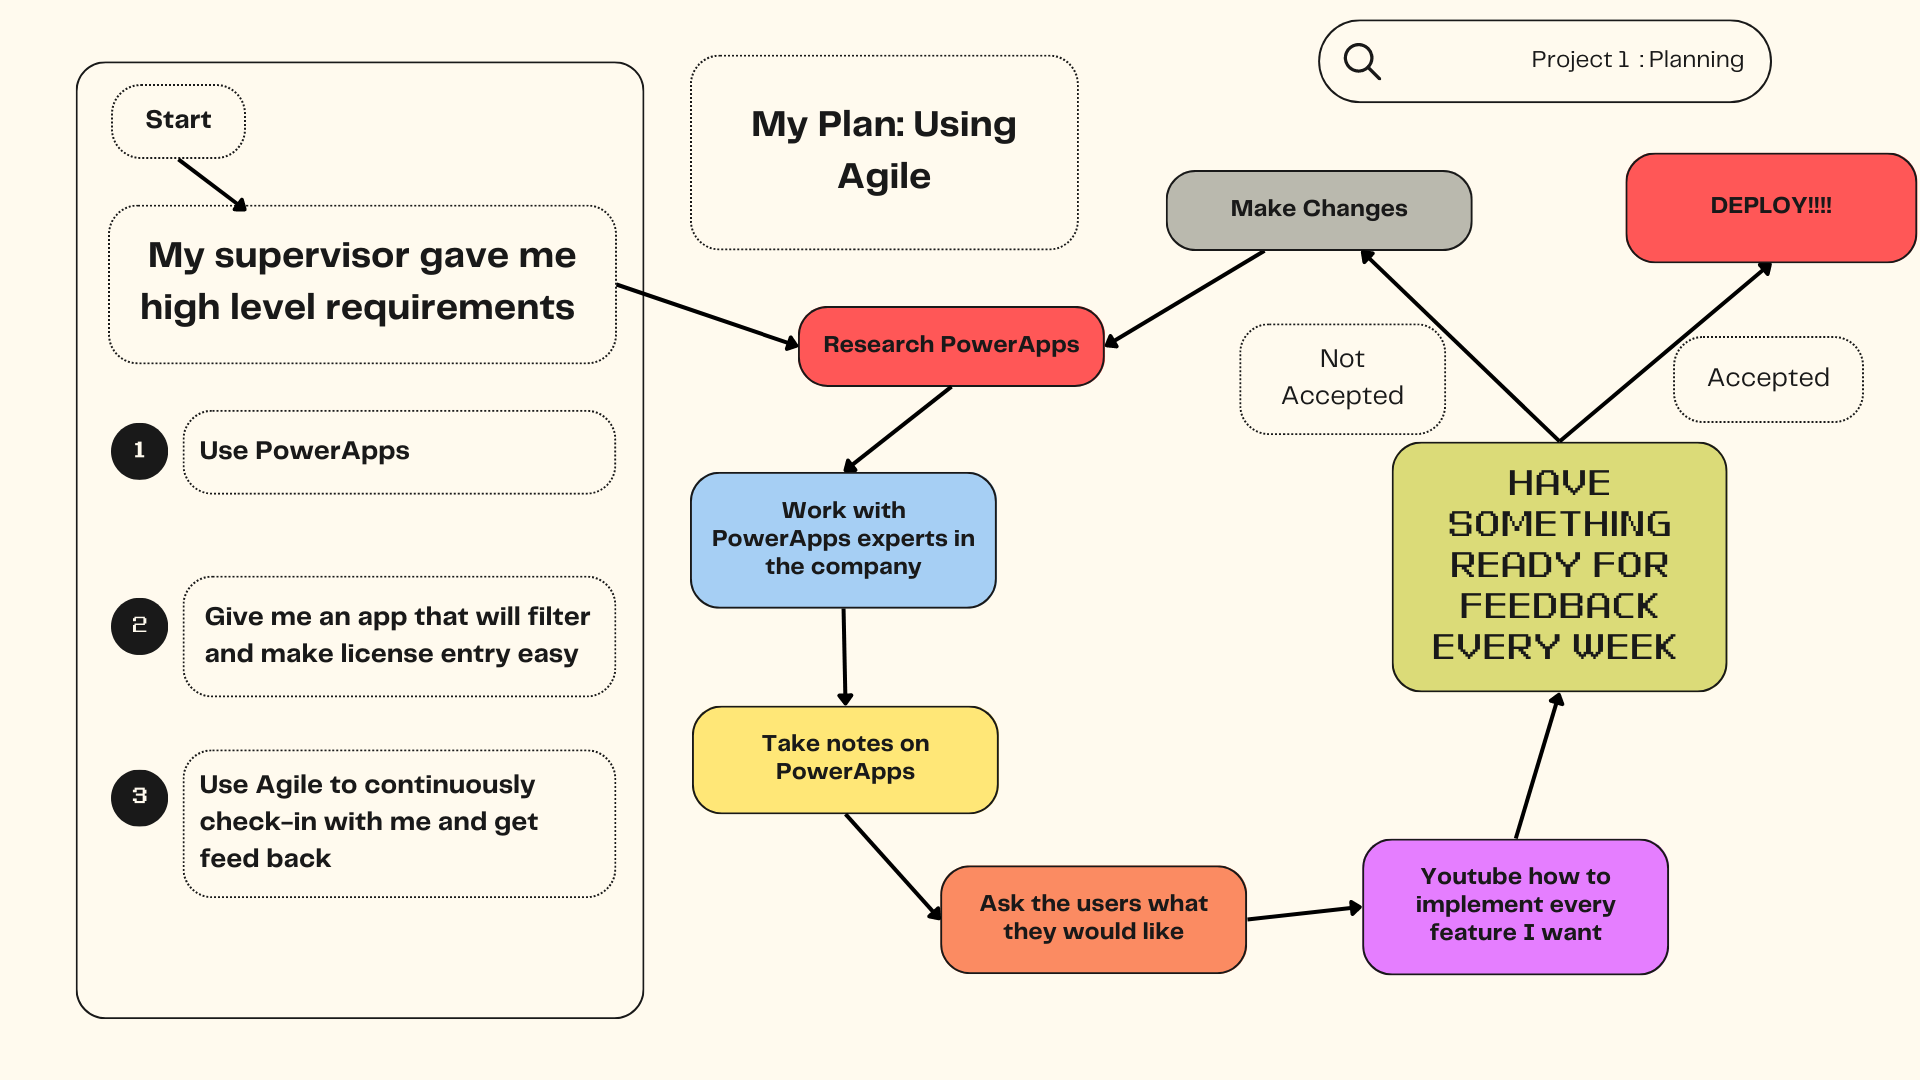 Project 1 : Planning
Start
My supervisor gave me
high level requirements
1
Use PowerApps
2
Give me an app that will filter
and make license entry easy
3
Use Agile to continuously
check-in with me and get
feed back
My Plan: Using
Agile
Research PowerApps
Work with
PowerApps experts in
the company
Take notes on
PowerApps
Ask the users what
they would like
Youtube how to
implement every
feature I want
HAVE
SOMETHING
READY FOR
FEEDBACK
EVERY WEEK
Not
Accepted
Make Changes
Accepted
DEPLOY!!!!